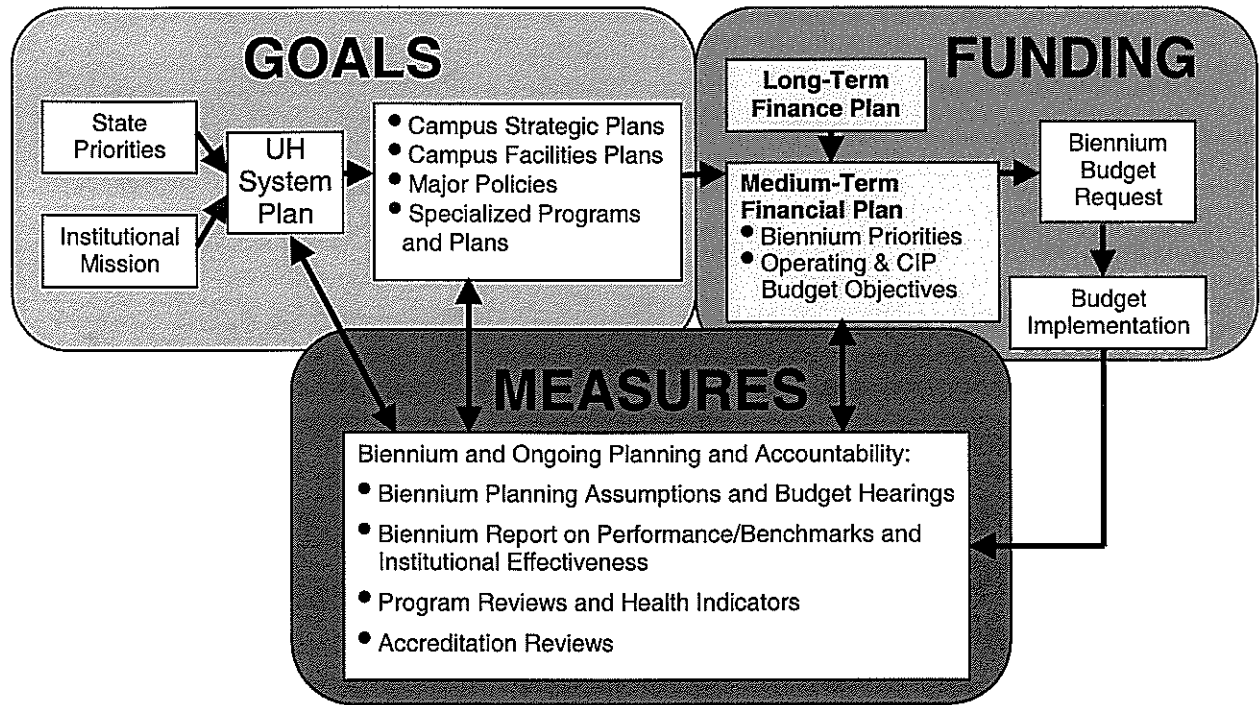 GOALS
State
Priorities
Institutional
Mission
UH
System
Plan
• Campus Strategic Plans
• Campus Facilities Plans
• Major Policies
• Specialized Programs
and Plans
FUNDING
Long-Term
Finance Plan
Medium-Term
Financial Plan
• Biennium Priorities
• Operating & CIP
Budget Objectives
Biennium
Budget
Request
Budget
Implementation
MEASURES
Biennium and Ongoing Planning and Accountability:
• Biennium Planning Assumptions and Budget Hearings
• Biennium Report on Performance/Benchmarks and
Institutional Effectiveness
• Program Reviews and Health Indicators
• Accreditation Reviews